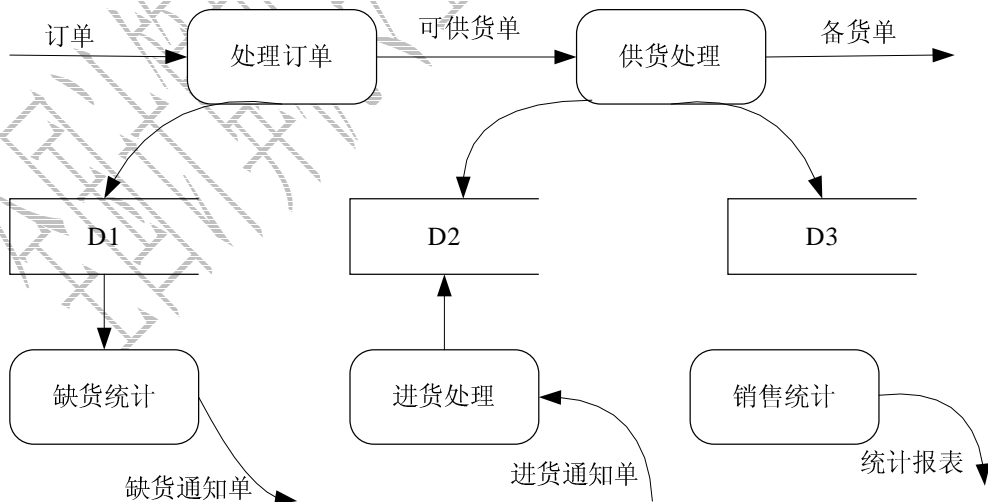 订单
处理订单
可供货单
供货处理
备货单
D1
D2
D3
缺货统计
进货处理
销售统计
缺货通知单
进货通知单
统计报表